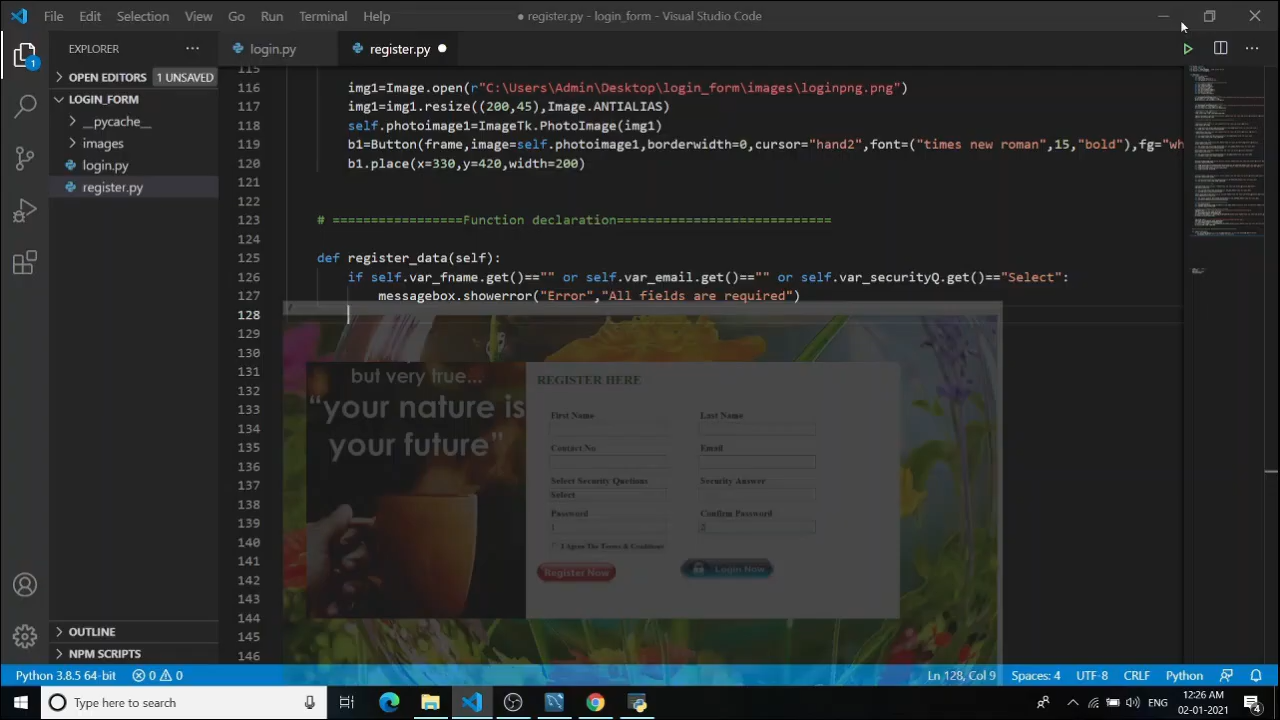 File Edit Selection View Go Run Terminal Help
● register.py - login_form - Visual Studio Code
EXPLORER
OPEN EDITORS 1 UNSAVED
LOGIN_FORM
__pycache__
images
login.py
register.py
OUTLINE
NPM SCRIPTS
1
login.py register.py
115
116 img1=Image.open(r"C:\Users\Admin\Desktop\login_form\images\loginpng.png")
117 img1=img1.resize((200,45),Image.ANTIALIAS)
118 self.photoimage1=ImageTk.PhotoImage(img1)
119 b1=Button(frame,image=self.photoimage1,borderwidth=0,cursor="hand2",font=("times new roman",15,"bold"),fg="wh
120 b1.place(x=330,y=420,width=200)
121
122
123 # =================Function declaration============================
124
125 def register_data(self):
126 if self.var_fname.get()=="" or self.var_email.get()=="" or self.var_securityQ.get()=="Select":
127 messagebox.showerror("Error","All fields are required")
128
129
130
131
132
133
134
135
136
137
138
139
140
141
142
143
144
145
146
but very true...
“your nature is
your future”
REGISTER HERE
First Name Last Name
Contact No Email
Select Security Quetions Security Answer
Select
Password Confirm Password
I Agree The Terms & Conditions
Register Now Login Now
Python 3.8.5 64-bit 0 0 Ln 128, Col 9 Spaces: 4 UTF-8 CRLF Python
Type here to search
ENG
12:26 AM
02-01-2021
4